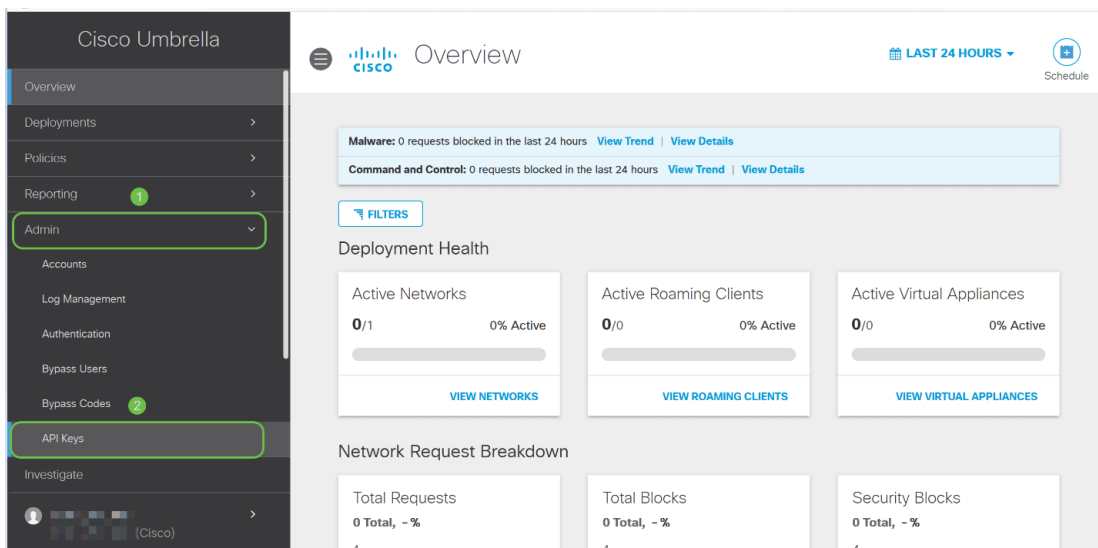 Cisco Umbrella
Overview
Deployments
Policies
Reporting
1
Admin
Accounts
Log Management
Authentication
Bypass Users
Bypass Codes
2
API Keys
Investigate
(Cisco)
CISCO
Overview
LAST 24 HOURS
Schedule
Malware: 0 requests blocked in the last 24 hours View Trend | View Details
Command and Control: 0 requests blocked in the last 24 hours View Trend | View Details
FILTERS
Deployment Health
Active Networks
0/1 0% Active
VIEW NETWORKS
Active Roaming Clients
0/0 0% Active
VIEW ROAMING CLIENTS
Active Virtual Appliances
0/0 0% Active
VIEW VIRTUAL APPLIANCES
Network Request Breakdown
Total Requests
0 Total, - %
Total Blocks
0 Total, - %
Security Blocks
0 Total, - %